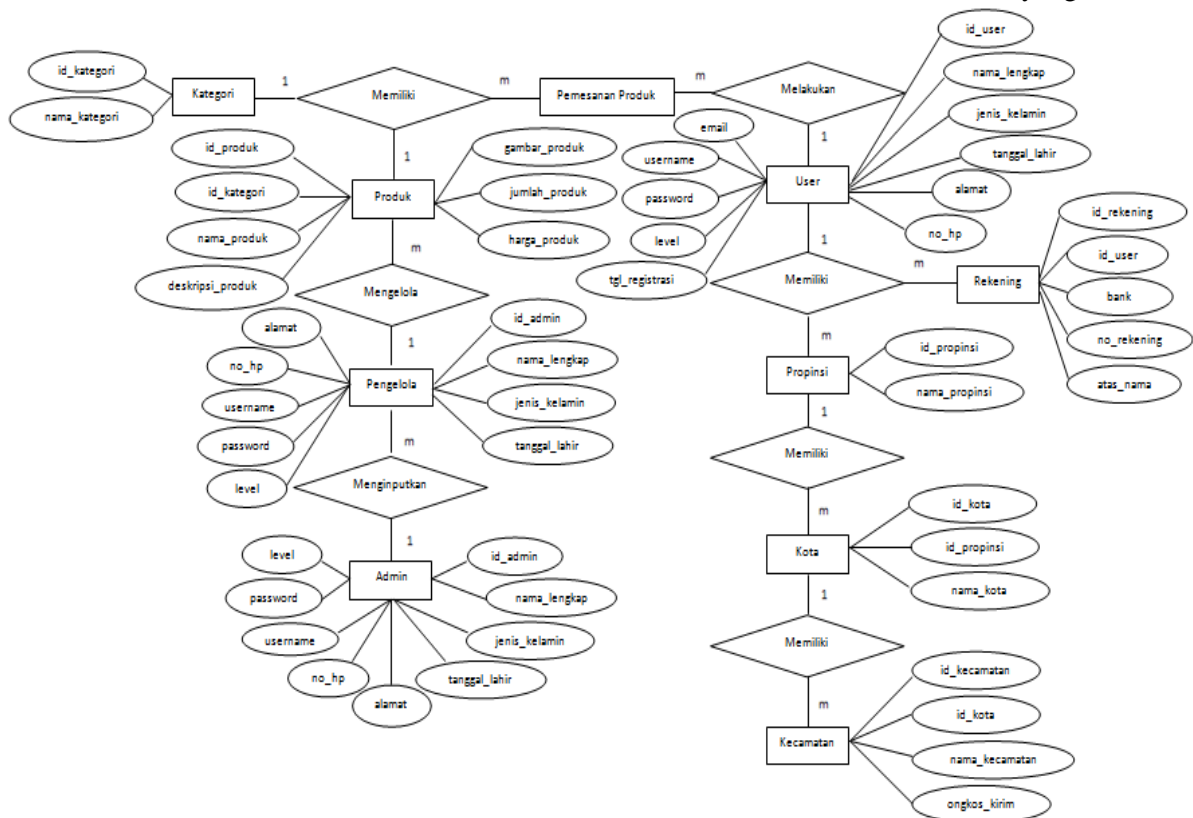 id_user
id_kategori
nama_kategori
Kategori
1
Memiliki
m
Pemesanan Produk
m
Melakukan
nama_lengkap
jenis_kelamin
tanggal_lahir
alamat
no_hp
email
username
password
level
tgl_registrasi
1
User
1
id_produk
id_kategori
nama_produk
deskripsi_produk
1
Produk
gambar_produk
jumlah_produk
harga_produk
m
Mengelola
1
Memiliki
m
Rekening
id_rekening
id_user
bank
no_rekening
atas_nama
m
Propinsi
id_propinsi
nama_propinsi
1
alamat
no_hp
username
password
level
Pengelola
id_admin
nama_lengkap
jenis_kelamin
tanggal_lahir
m
Menginputkan
1
Memiliki
m
Kota
id_kota
id_propinsi
nama_kota
1
level
password
username
no_hp
alamat
Admin
id_admin
nama_lengkap
jenis_kelamin
tanggal_lahir
Memiliki
m
Kecamatan
id_kecamatan
id_kota
nama_kecamatan
ongkos_kirim